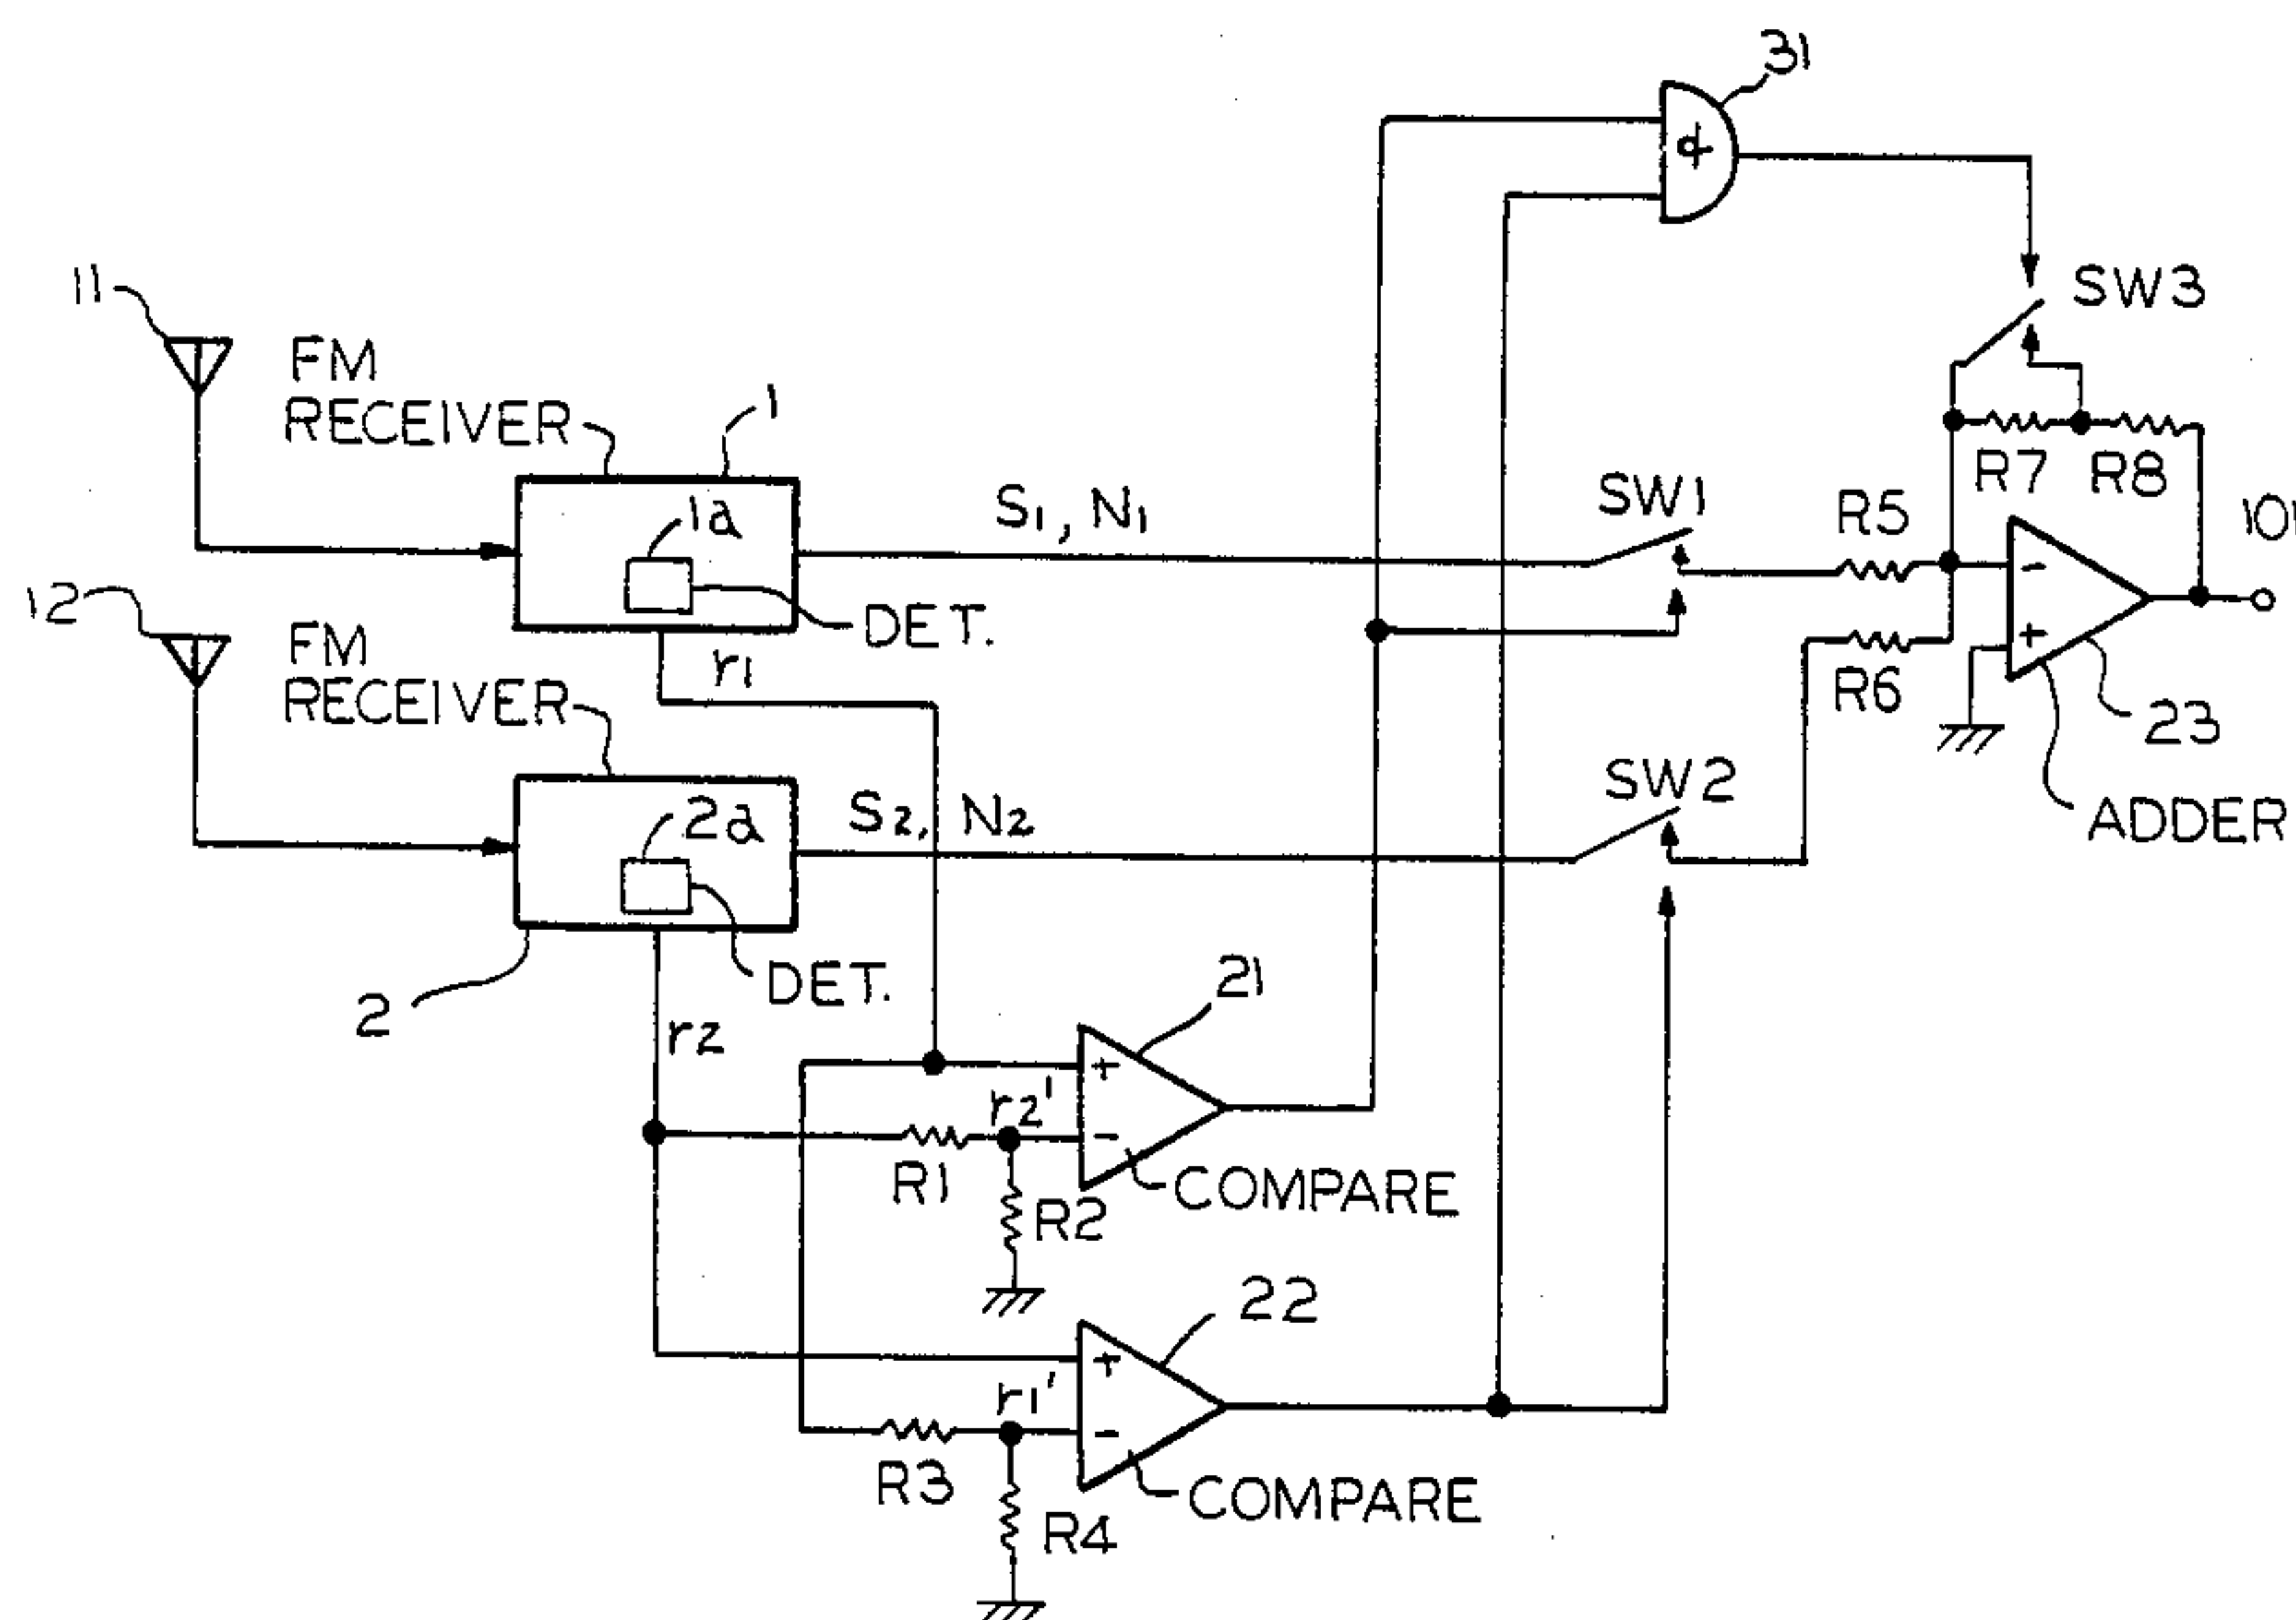 31
&
SW3
11
FM
RECEIVER
1
1a
S1, N1
SW1
R5
R7
R8
101
12
FM
RECEIVER
DET.
r1
-
+
R6
23
2a
S2, N2
SW2
ADDER
DET.
2
r2
21
+
r2'
-
R1
COMPARE
R2
22
+
r1'
-
R3
COMPARE
R4